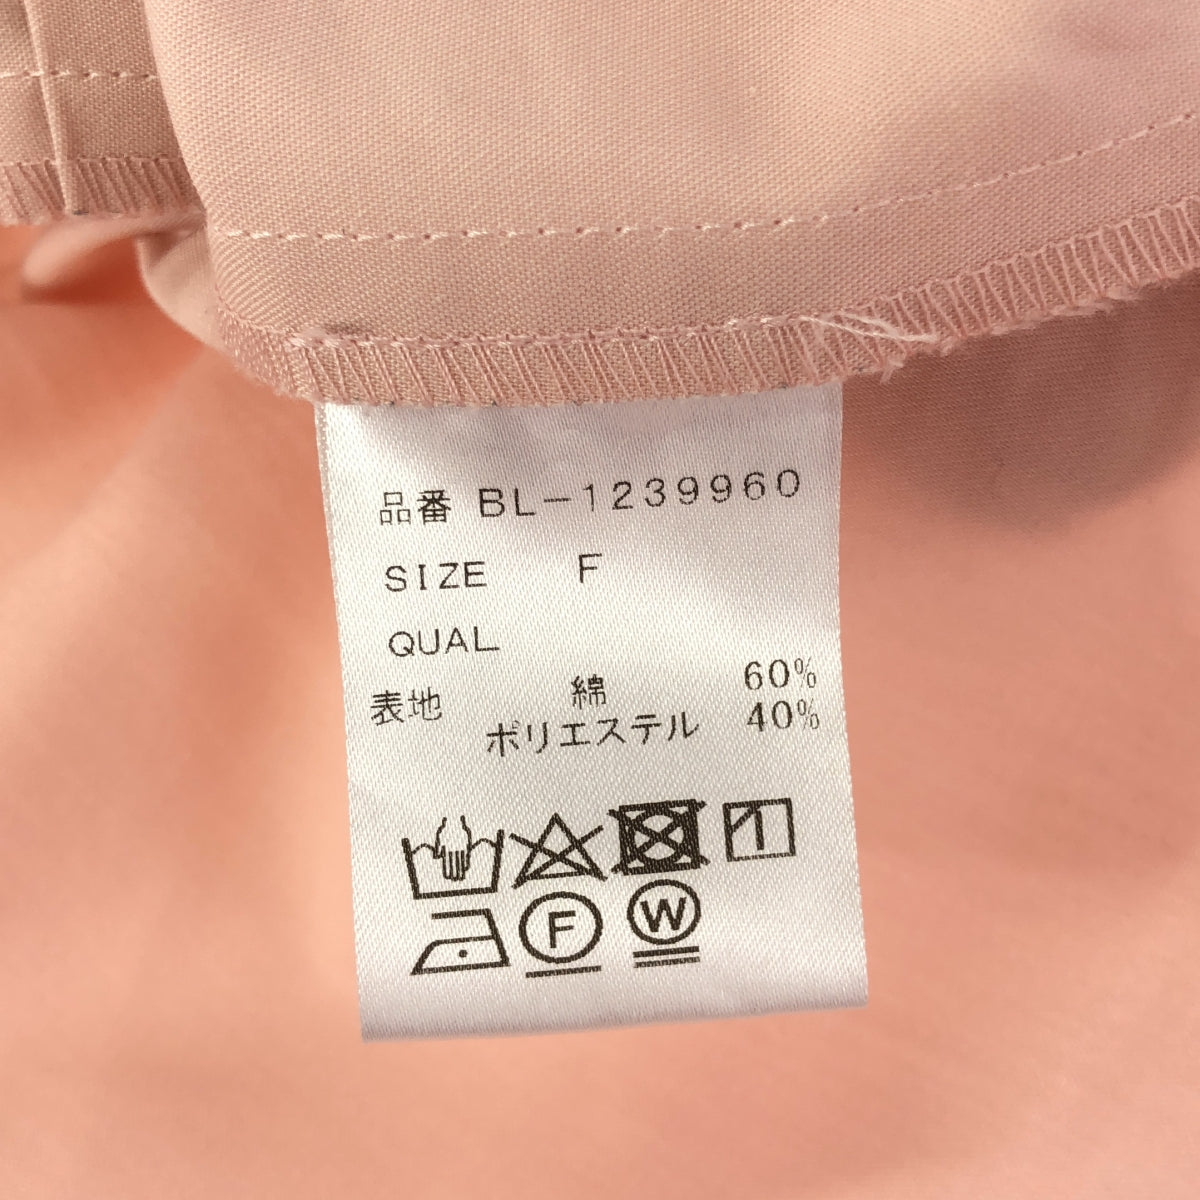 品番 BL-1239960
SIZE F
QUAL
表地 綿 60%
ポリエステル 40%
F W